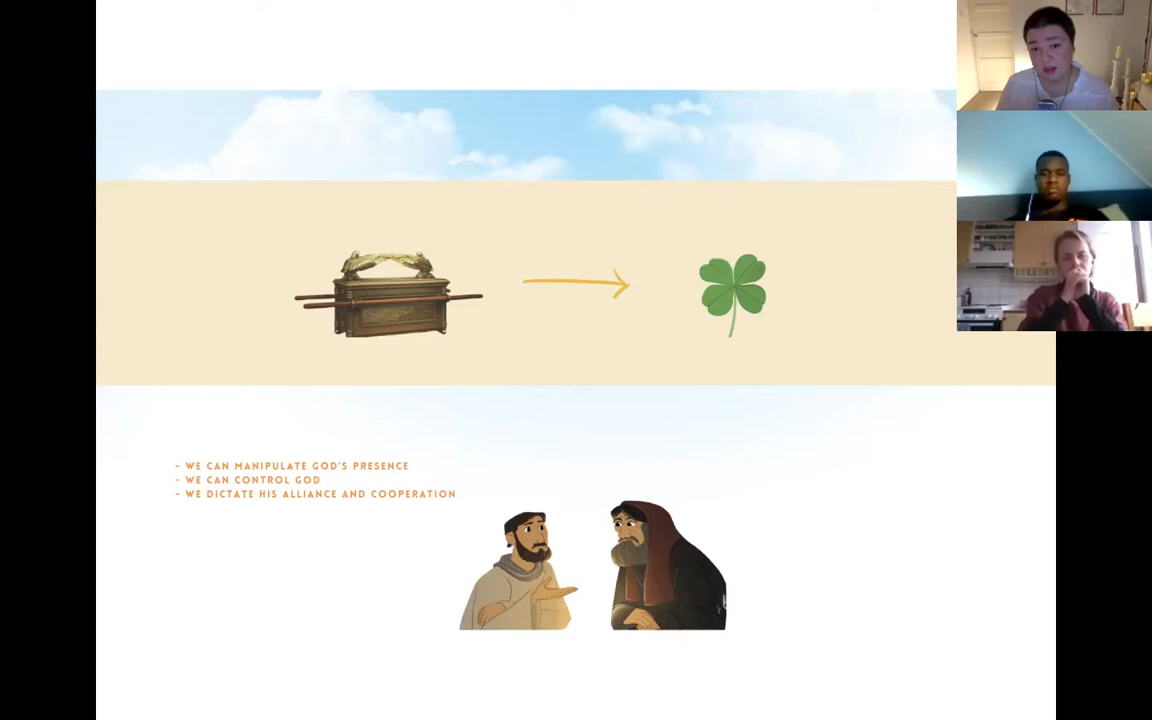 - WE CAN MANIPULATE GOD'S PRESENCE
- WE CAN CONTROL GOD
- WE DICTATE HIS ALLIANCE AND COOPERATION